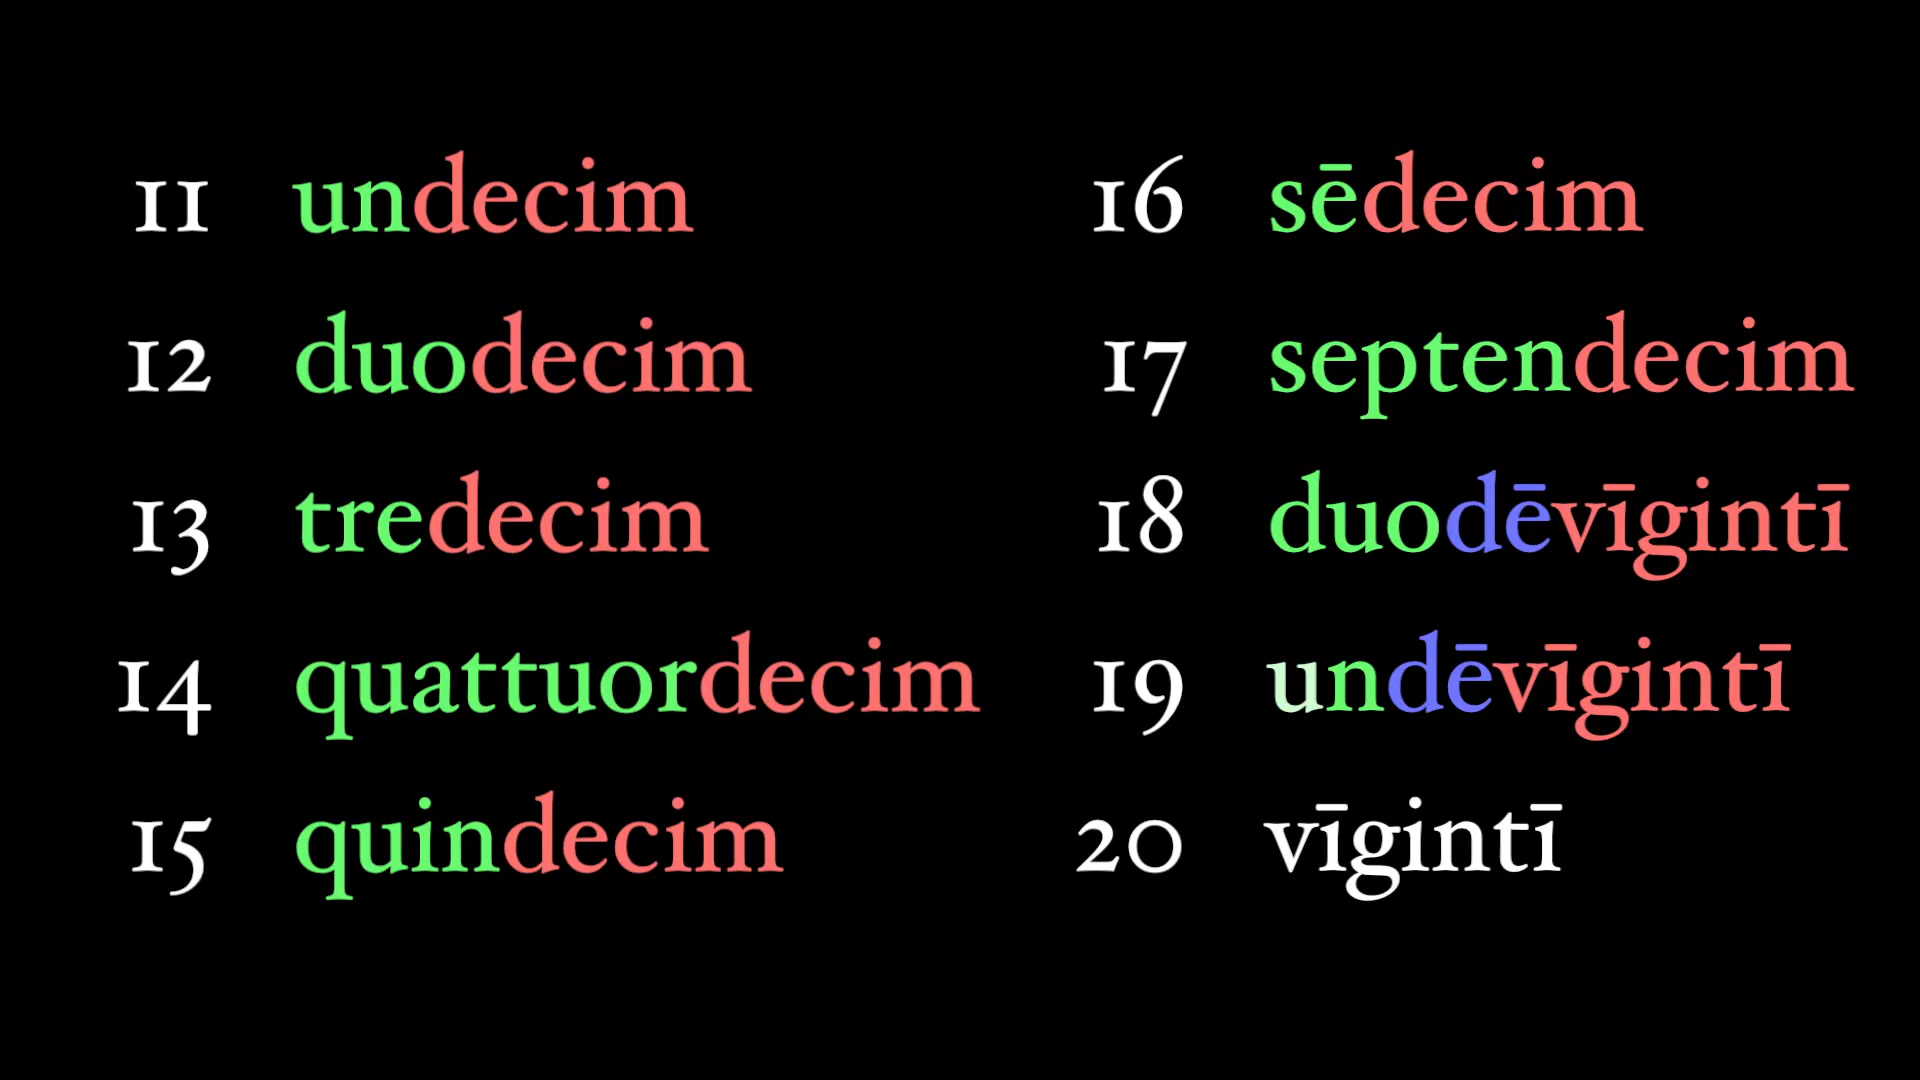 11 undecim
12 duodecim
13 tredecim
14 quattuordecim
15 quindecim
16 sēdecim
17 septendecim
18 duodēvīgintī
19 undēvīgintī
20 vīgintī